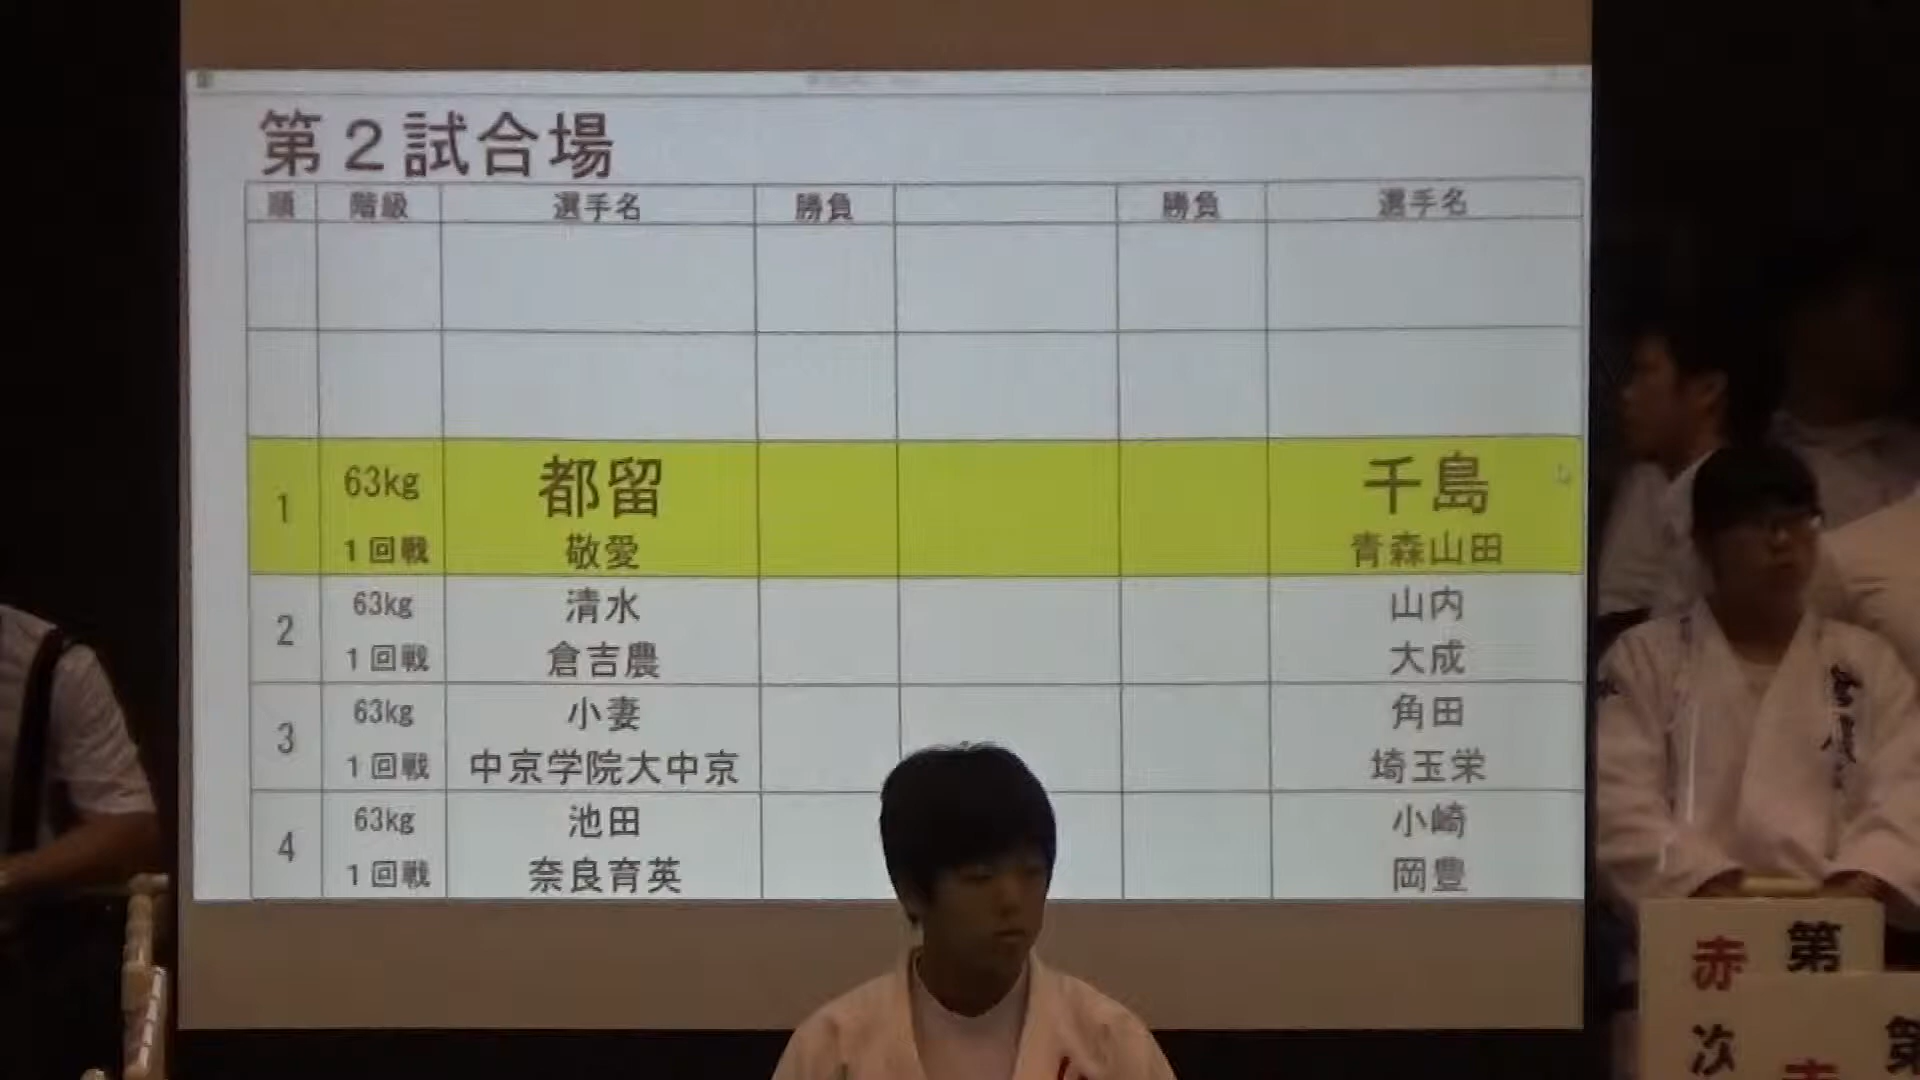 第２試合場
順 階級 選手名 勝負 勝負 選手名
1 63kg 都留 千島
１回戦 敬愛 青森山田
2 63kg 清水 山内
１回戦 倉吉農 大成
3 63kg 小妻 角田
１回戦 中京学院大中京 埼玉栄
4 63kg 池田 小崎
１回戦 奈良育英 岡豊
赤
次
第